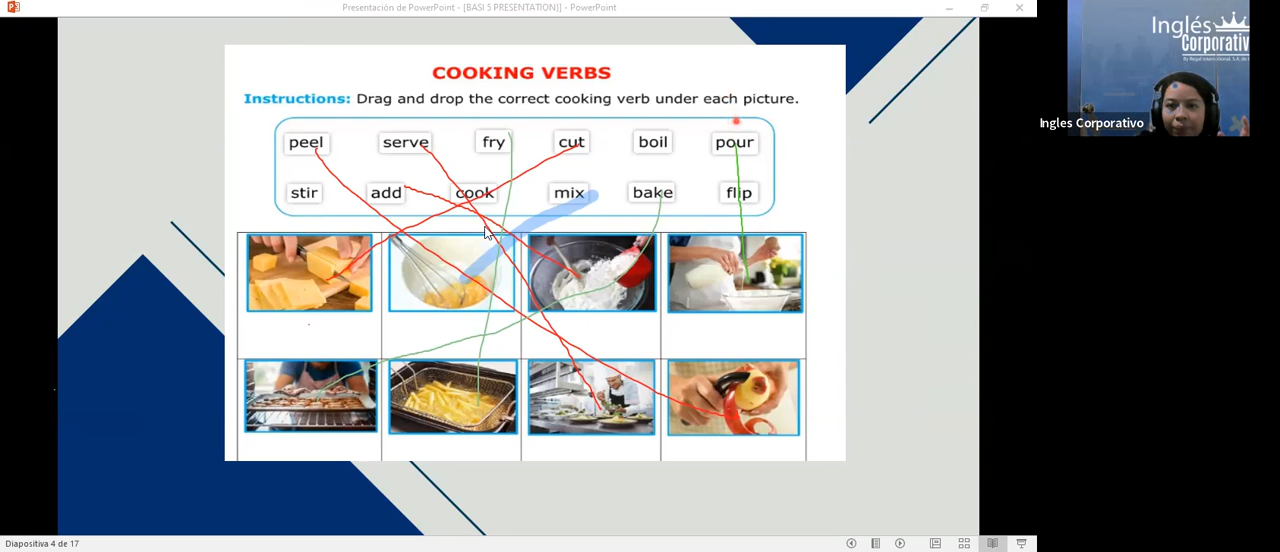 Presentación de PowerPoint - [BASI 5 PRESENTATION] - PowerPoint
COOKING VERBS
Instructions: Drag and drop the correct cooking verb under each picture.
peel serve fry cut boil pour
stir add cook mix bake flip
Inglés
Corporativ
Ingles Corporativo
Diapositiva 4 de 17